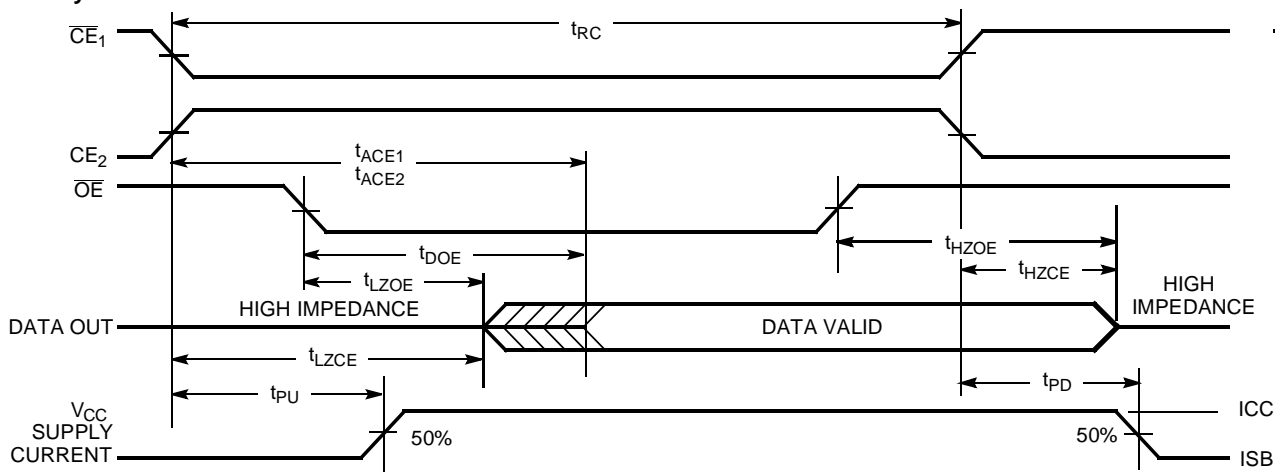 CE1
tRC
CE2
tACE1
tACE2
OE
tHZOE
tDOE
tHZCE
tLZOE
HIGH IMPEDANCE
HIGH
IMPEDANCE
DATA OUT
DATA VALID
tLZCE
tPU
tPD
VCC
SUPPLY
CURRENT
50%
50%
ICC
ISB